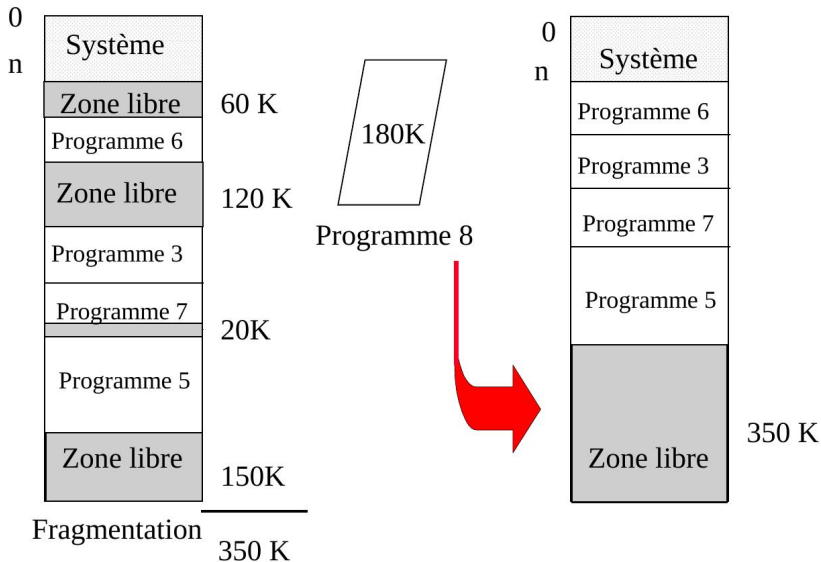 0
n
Système
Zone libre
60 K
Programme 6
Zone libre
120 K
Programme 3
Programme 7
20K
Programme 5
Zone libre
150K
Fragmentation
350 K
180K
Programme 8
0
n
Système
Programme 6
Programme 3
Programme 7
Programme 5
Zone libre
350 K